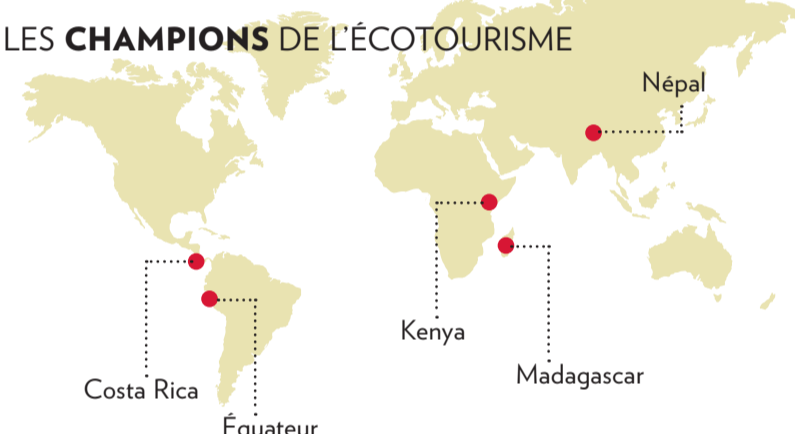 LES CHAMPIONS DE L'ÉCOTOURISME
Népal
Kenya
Madagascar
Costa Rica
Équateur